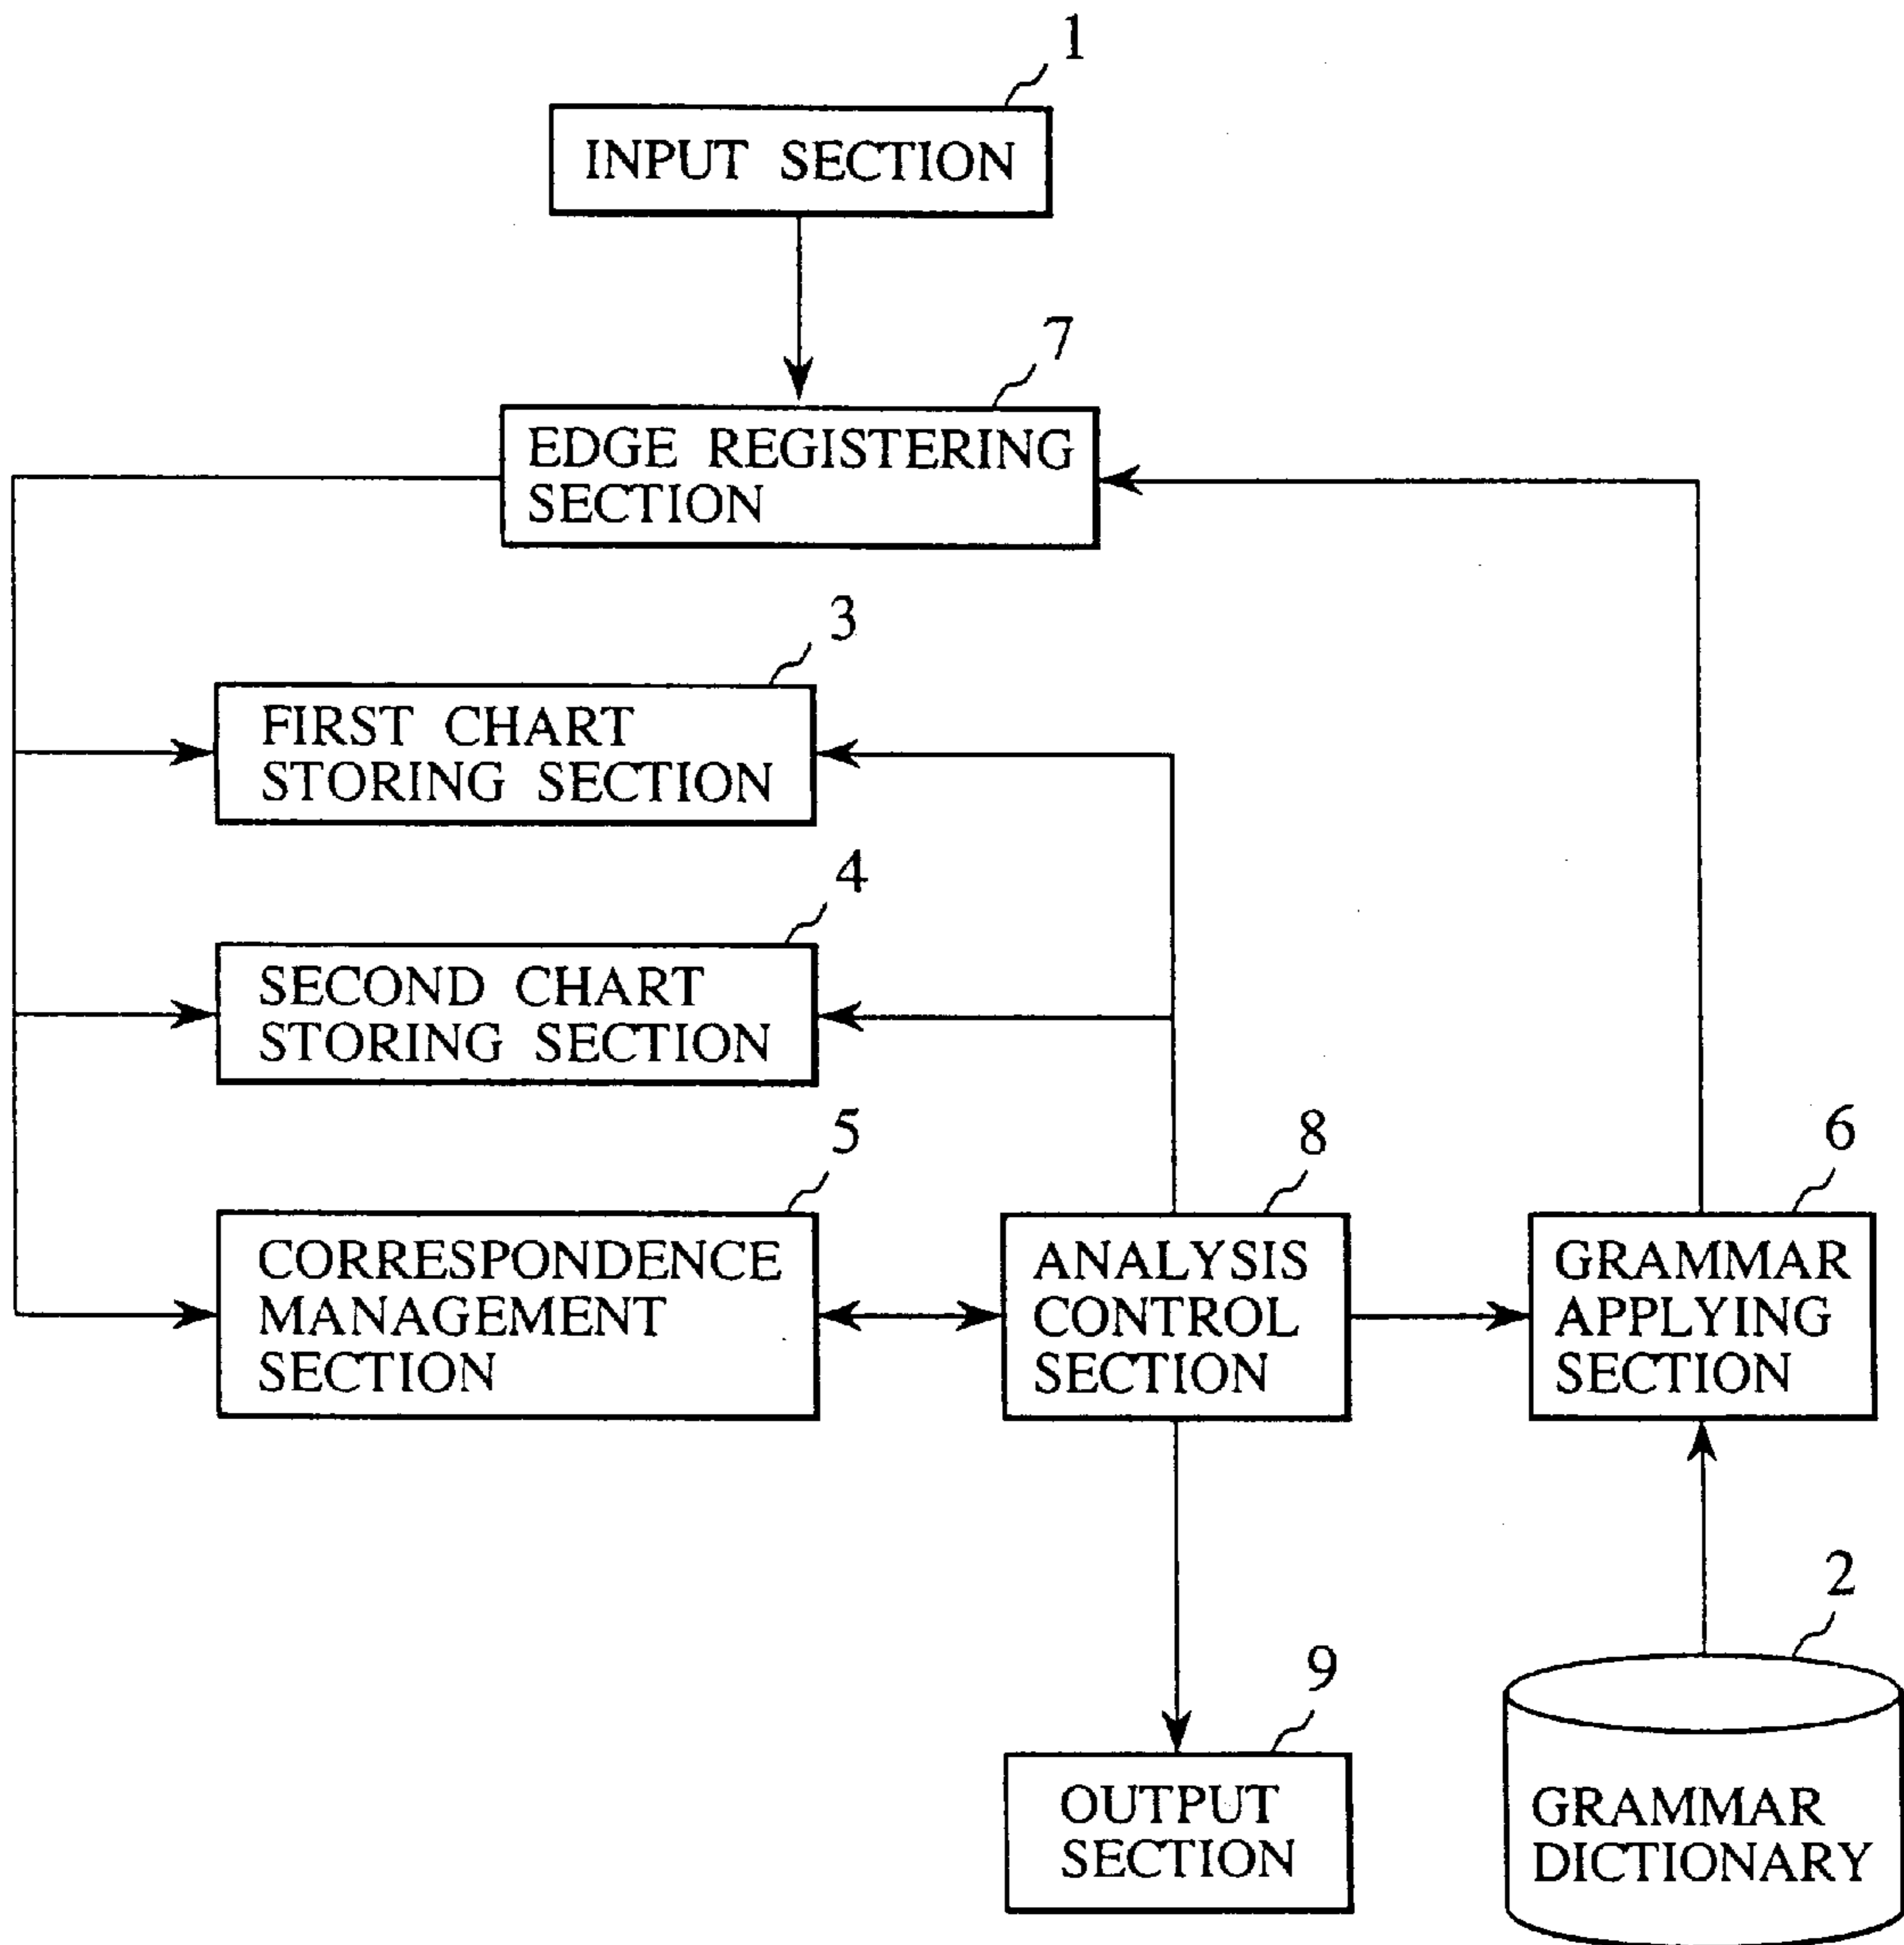 1
INPUT SECTION
7
EDGE REGISTERING
SECTION
3
FIRST CHART
STORING SECTION
4
SECOND CHART
STORING SECTION
5
CORRESPONDENCE
MANAGEMENT
SECTION
8
ANALYSIS
CONTROL
SECTION
6
GRAMMAR
APPLYING
SECTION
9
OUTPUT
SECTION
2
GRAMMAR
DICTIONARY